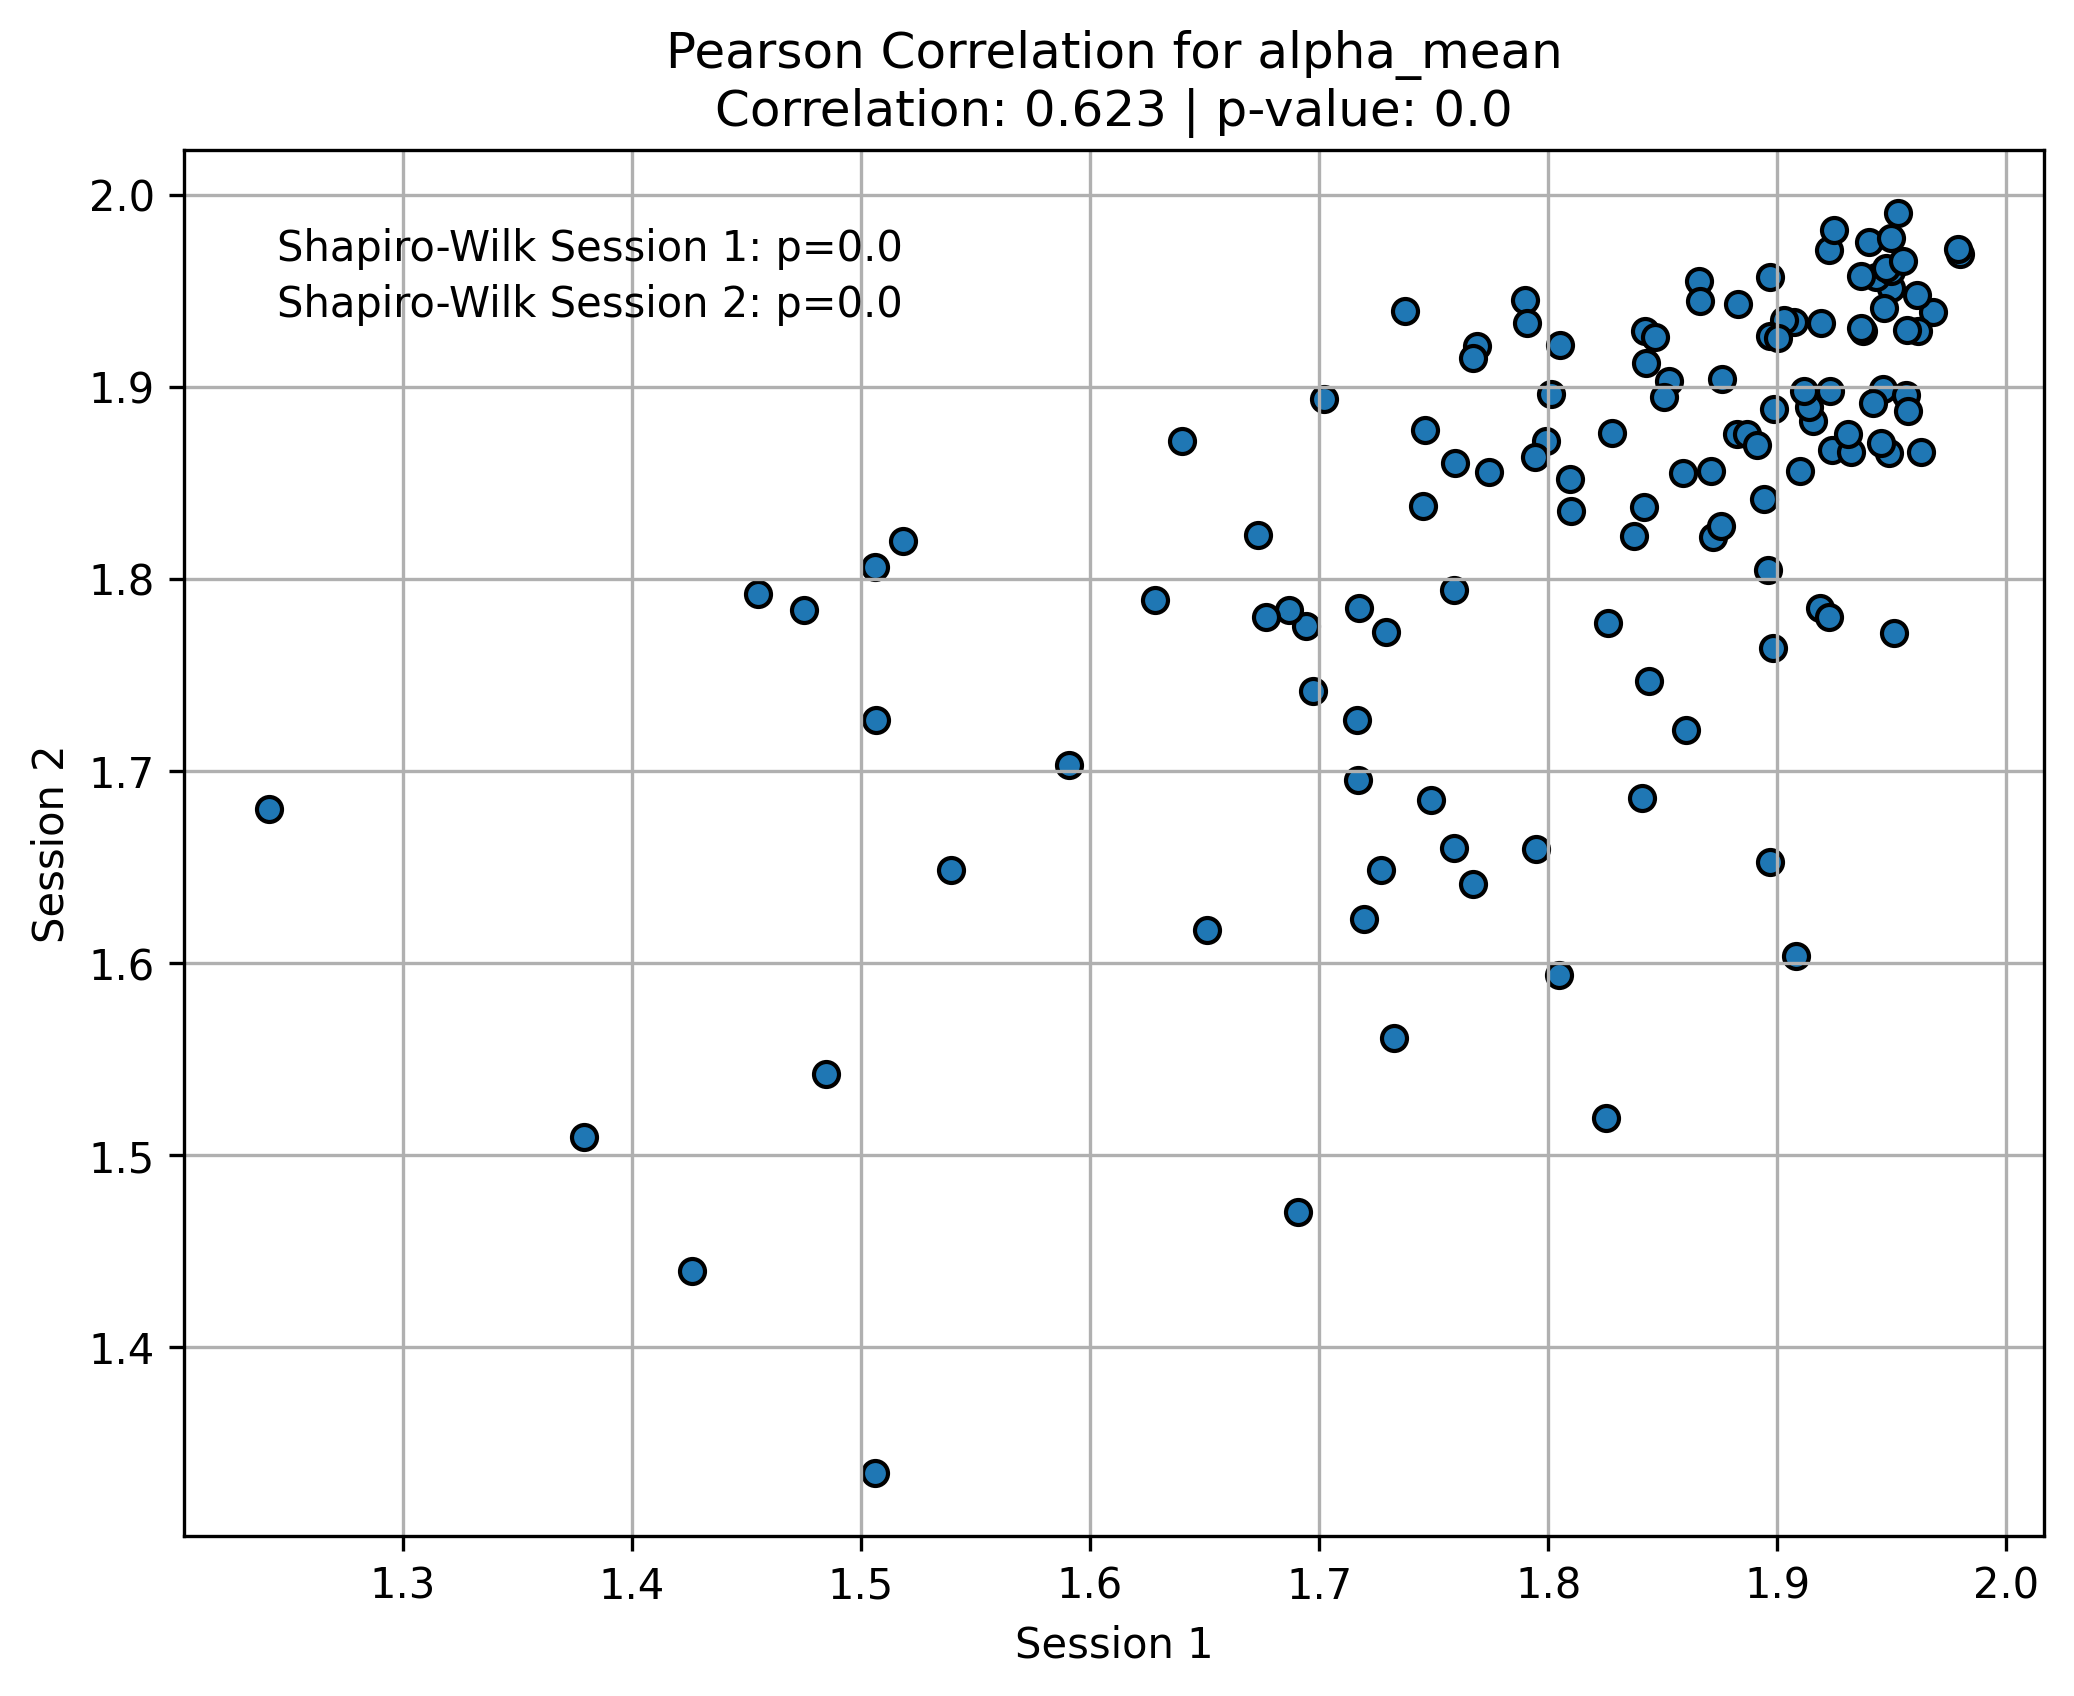 Pearson Correlation for alpha_mean
Correlation: 0.623 | p-value: 0.0
Shapiro-Wilk Session 1: p=0.0
Shapiro-Wilk Session 2: p=0.0
2.0
1.9
1.8
1.7
1.6
1.5
1.4
Session 2
1.3 1.4 1.5 1.6 1.7 1.8 1.9 2.0
Session 1